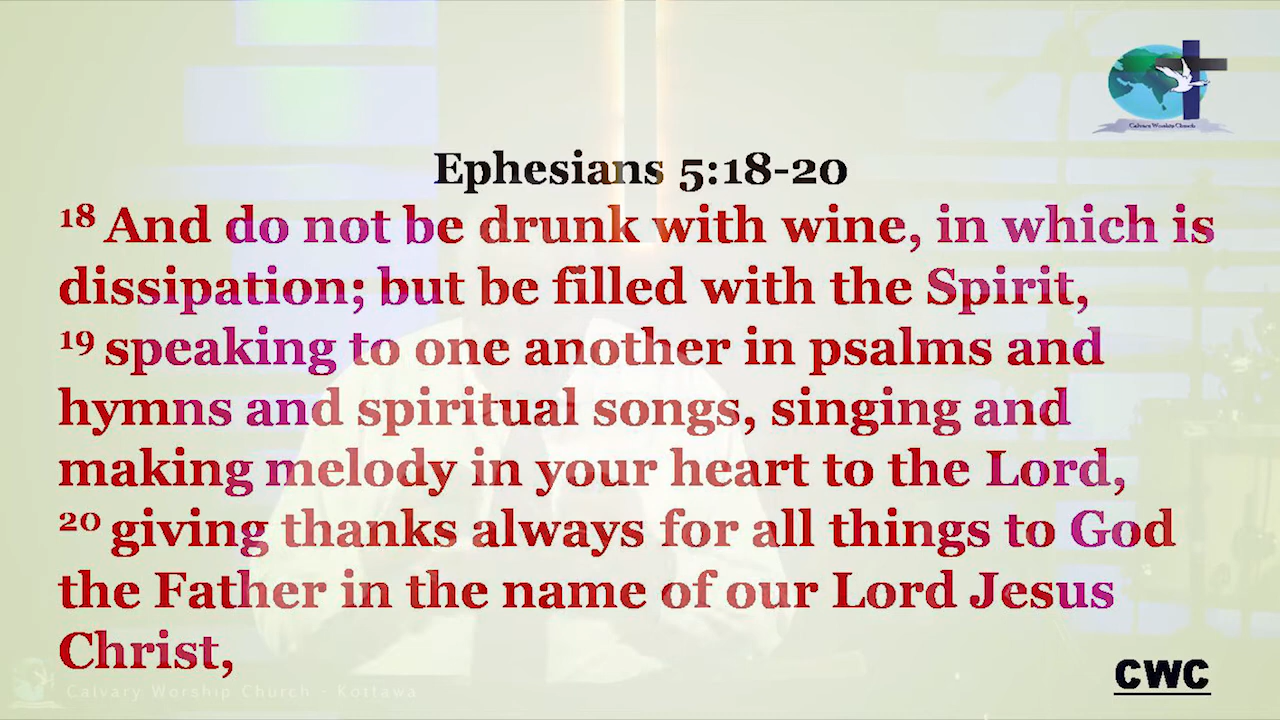 Calvary Worship Church
Ephesians 5:18-20
18 And do not be drunk with wine, in which is
dissipation; but be filled with the Spirit,
19 speaking to one another in psalms and
hymns and spiritual songs, singing and
making melody in your heart to the Lord,
20 giving thanks always for all things to God
the Father in the name of our Lord Jesus
Christ,
CWC
Calvary Worship Church - Kottawa